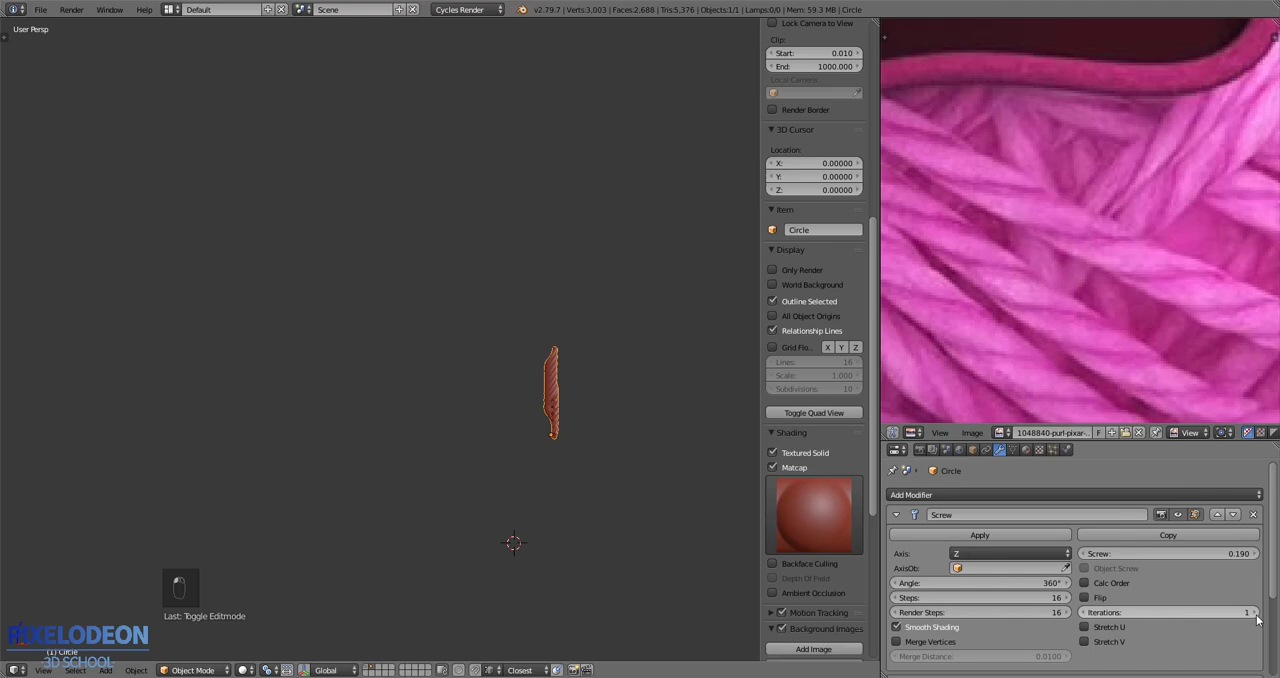 File Render Window Help Default Scene Cycles Render v2.79.7 | Verts:3,003 | Faces:2,688 | Tris:5,376 | Objects:1/1 | Lamps:0/0 | Mem: 59.3 MB | Circle
User Persp
Lock Camera to View
Clip:
Start: 0.010
End: 1000.000
Local Camera:
Render Border
3D Cursor
Location:
X: 0.00000
Y: 0.00000
Z: 0.00000
Item
Circle
Display
Only Render
World Background
Outline Selected
All Object Origins
Relationship Lines
Grid Flo... X Y Z
Lines: 16
Scale: 1.000
Subdivisions: 10
Toggle Quad View
Shading
Textured Solid
Matcap
Backface Culling
Depth Of Field
Ambient Occlusion
Motion Tracking
Background Images
Add Image
View Image 1048840-purl-pixar-... F View
Circle
Add Modifier
Screw
Apply Copy
Axis: Z Screw: 0.190
AxisOb: Object Screw
Angle: 360° Calc Order
Steps: 16 Flip
Render Steps: 16 Iterations: 1
Smooth Shading Stretch U
Merge Vertices Stretch V
Merge Distance: 0.0100
Last: Toggle Editmode
PIXELODEON
3D SCHOOL
(1) Circle
View Select Add Object Object Mode Global Closest